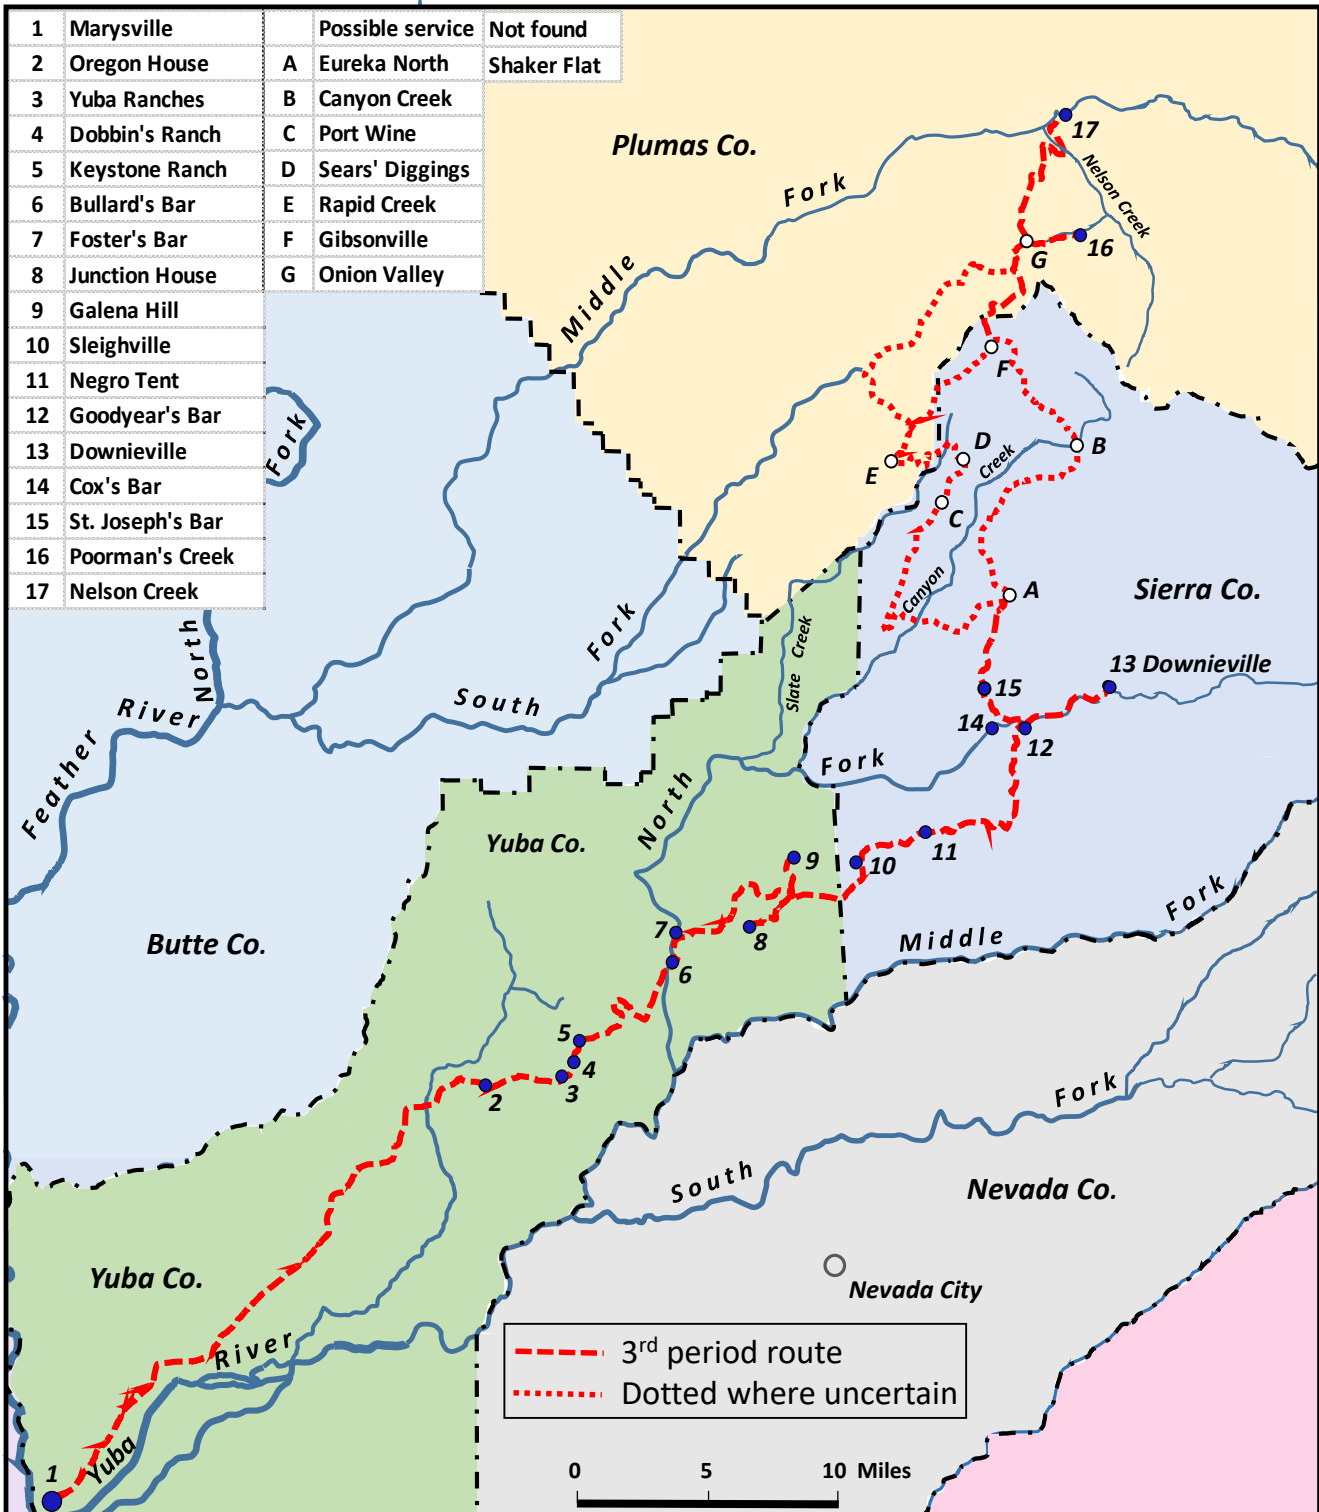 1 Marysville Possible service Not found
2 Oregon House A Eureka North Shaker Flat
3 Yuba Ranches B Canyon Creek
4 Dobbin's Ranch C Port Wine
5 Keystone Ranch D Sears' Diggings
6 Bullard's Bar E Rapid Creek
7 Foster's Bar F Gibsonville
8 Junction House G Onion Valley
9 Galena Hill
10 Sleighville
11 Negro Tent
12 Goodyear's Bar
13 Downieville
14 Cox's Bar
15 St. Joseph's Bar
16 Poorman's Creek
17 Nelson Creek
17
Plumas Co.
Nelson Creek
Fork
16
G
Middle
F
Fork
B
D
E
Creek
C
Canyon
A
Sierra Co.
Fork
Slate Creek
North
13 Downieville
15
South
River
14
12
Feather
Fork
North
Yuba Co.
11
9
10
Fork
7
8
Middle
Butte Co.
6
5
4
3
2
Fork
South
Nevada Co.
Yuba Co.
Nevada City
River
3rd period route
Dotted where uncertain
Yuba
1
0 5 10 Miles